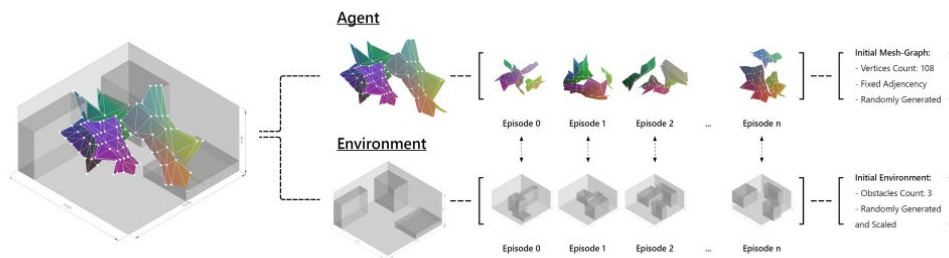 Agent
Initial Mesh-Graph:
- Vertices Count: 108
- Fixed Adjencency
- Randomly Generated
Episode 0
Episode 1
Episode 2
...
Episode n
Environment
Initial Environment:
- Obstacles Count: 3
- Randomly Generated
and Scaled
Episode 0
Episode 1
Episode 2
...
Episode n